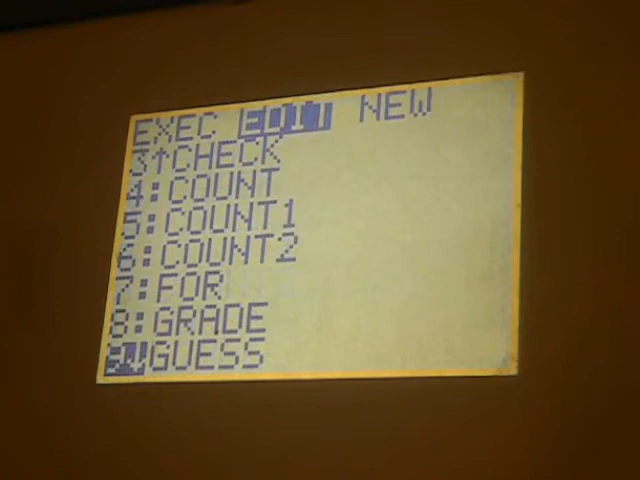 EXEC EDIT NEW
3↑CHECK
4:COUNT
5:COUNT1
6:COUNT2
7:FOR
8:GRADE
9↓GUESS